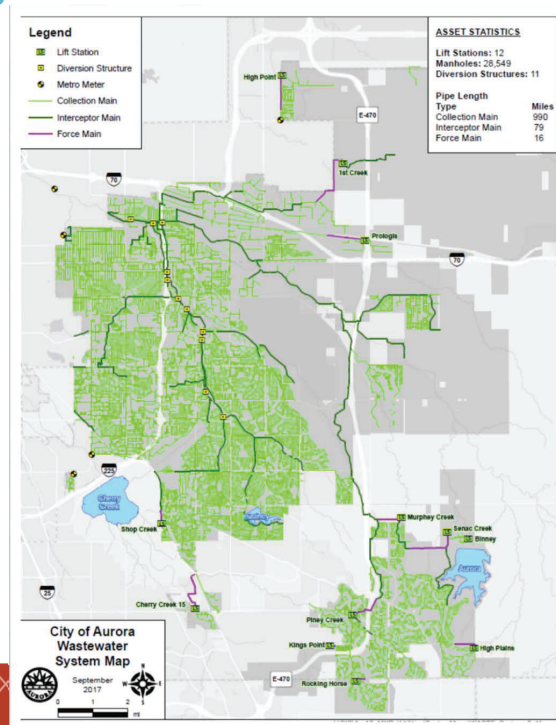 Legend
LS Lift Station
Diversion Structure
Metro Meter
Collection Main
Interceptor Main
Force Main
ASSET STATISTICS
Lift Stations: 12
Manholes: 28,549
Diversion Structures: 11
Pipe Length
Type Miles
Collection Main 990
Interceptor Main 79
Force Main 16
High Point
E-470
1st Creek
70
Prologis
70
225
Cherry
Creek
Shop Creek
Quincy
Murphey Creek
Senac Creek
Binney
Aurora
25
Cherry Creek 15
Piney Creek
Kings Point
High Plains
E-470
Rocking Horse
City of Aurora
Wastewater
System Map
September
2017
N
W
E
S
AURORA
0 1 2
mi